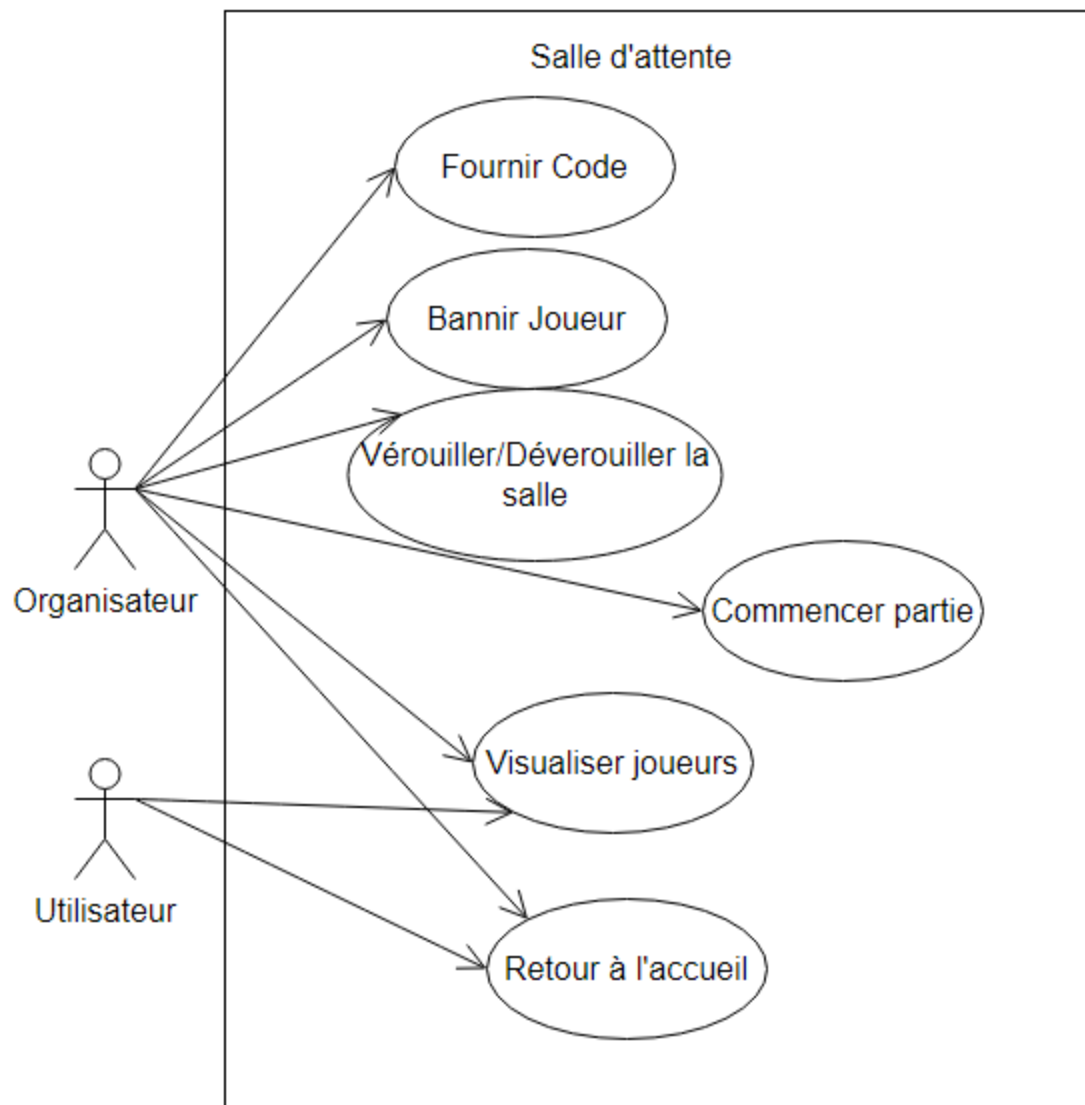 Salle d'attente
Fournir Code
Bannir Joueur
Vérouiller/Déverouiller la
salle
Organisateur
Commencer partie
Visualiser joueurs
Utilisateur
Retour à l'accueil